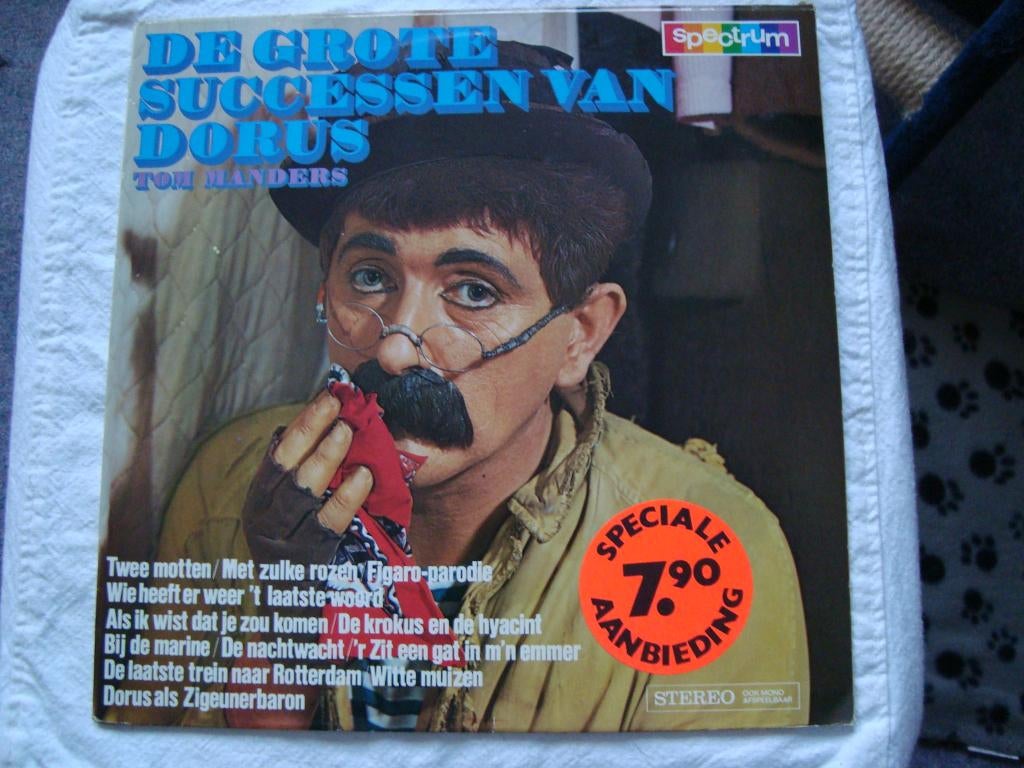 DE GROTE
SUCCESSEN VAN
DORUS
TOM MANDERS
spectrum
Twee motten / Met zulke rozen / Figaro-parodie
Wie heeft er weer 't laatste woord
Als ik wist dat je zou komen / De krokus en de hyacint
Bij de marine / De nachtwacht / 'r Zit een gat in m'n emmer
De laatste trein naar Rotterdam / Witte muizen
Dorus als Zigeunerbaron
SPECIALE
7.90
AANBIEDING
STEREO OOK MONO
AFSPEELBAAR